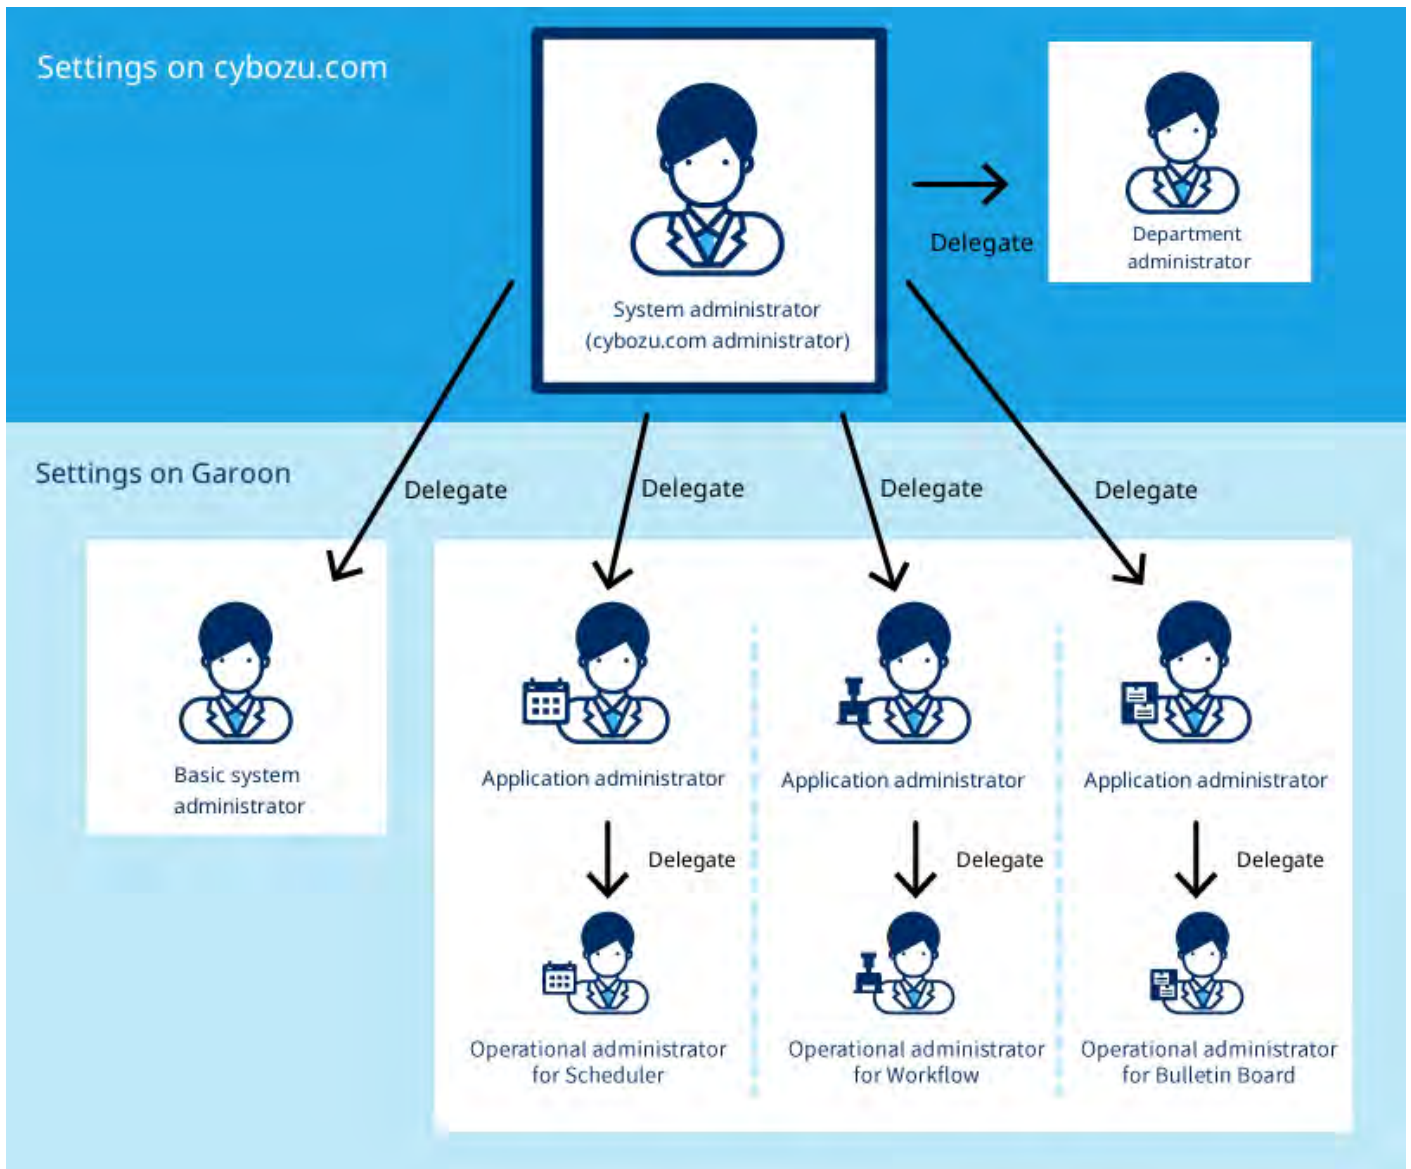 Settings on cybozu.com
System administrator
(cybozu.com administrator)
Delegate
Department
administrator
Settings on Garoon
Delegate
Delegate
Delegate
Delegate
Basic system
administrator
Application administrator
Application administrator
Application administrator
Delegate
Delegate
Delegate
Operational administrator
for Scheduler
Operational administrator
for Workflow
Operational administrator
for Bulletin Board